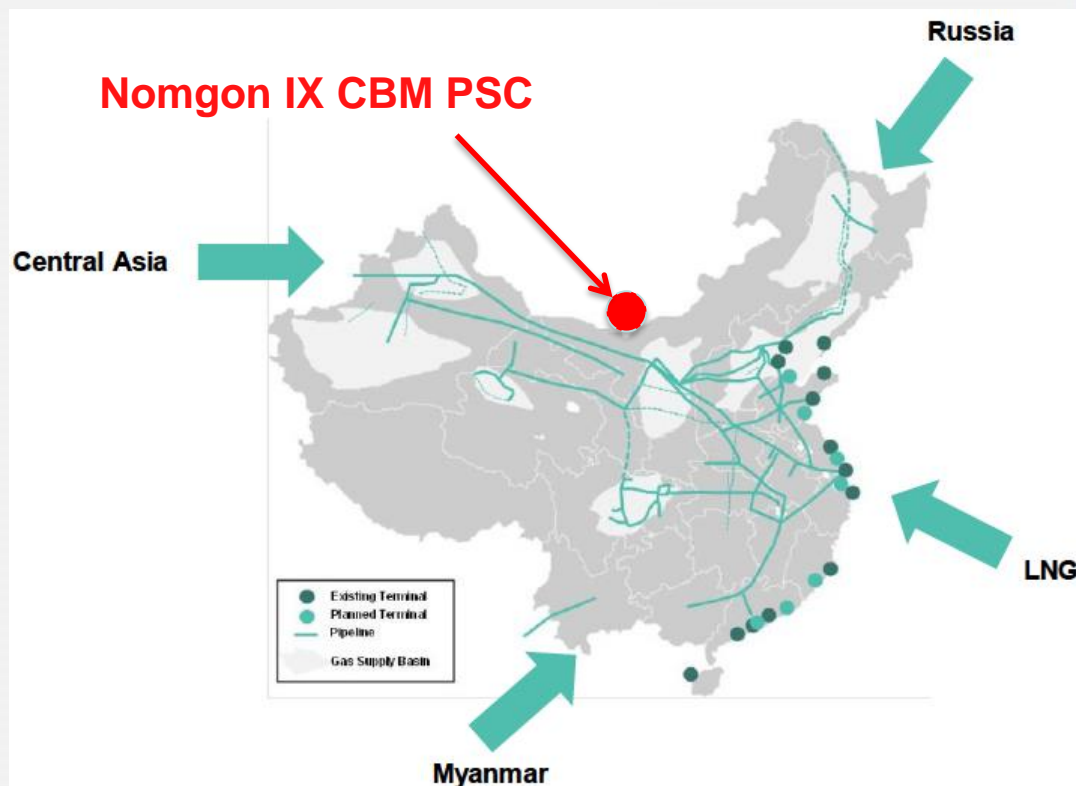 Russia
Nomgon IX CBM PSC
Central Asia
LNG
Existing Terminal
Planned Terminal
Pipeline
Gas Supply Basin
Myanmar